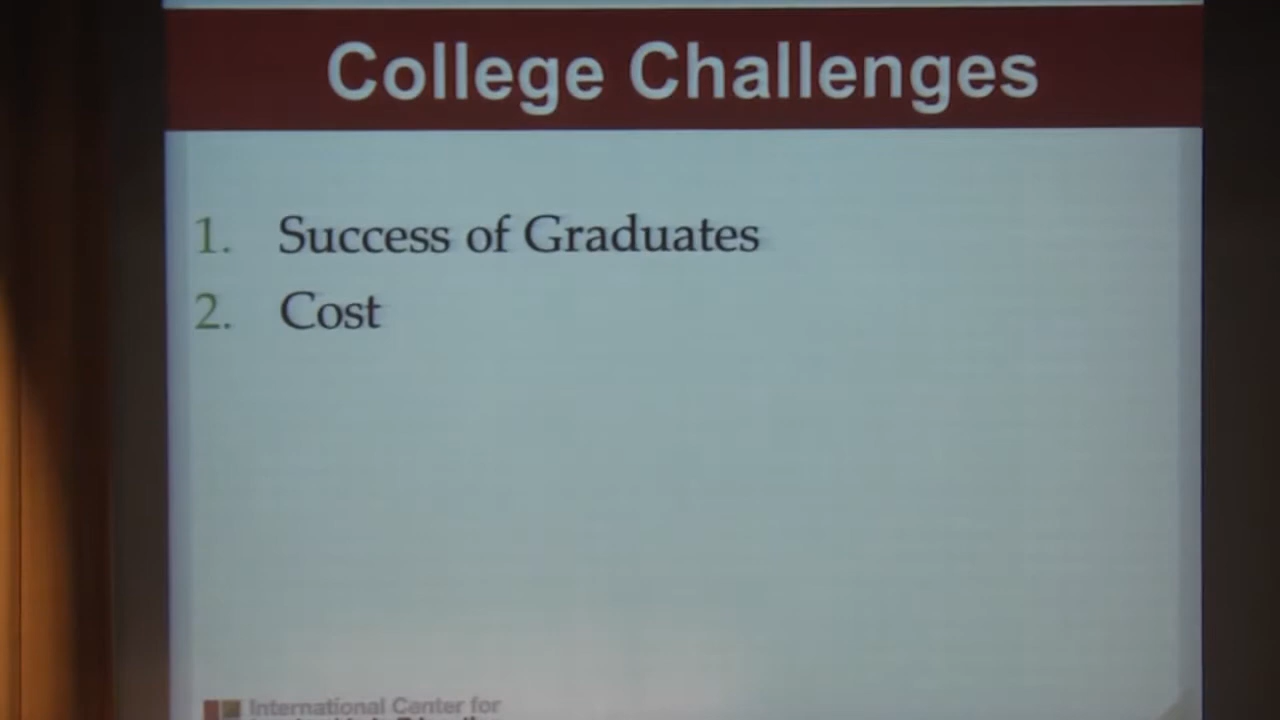 College Challenges
1. Success of Graduates
2. Cost
International Center for